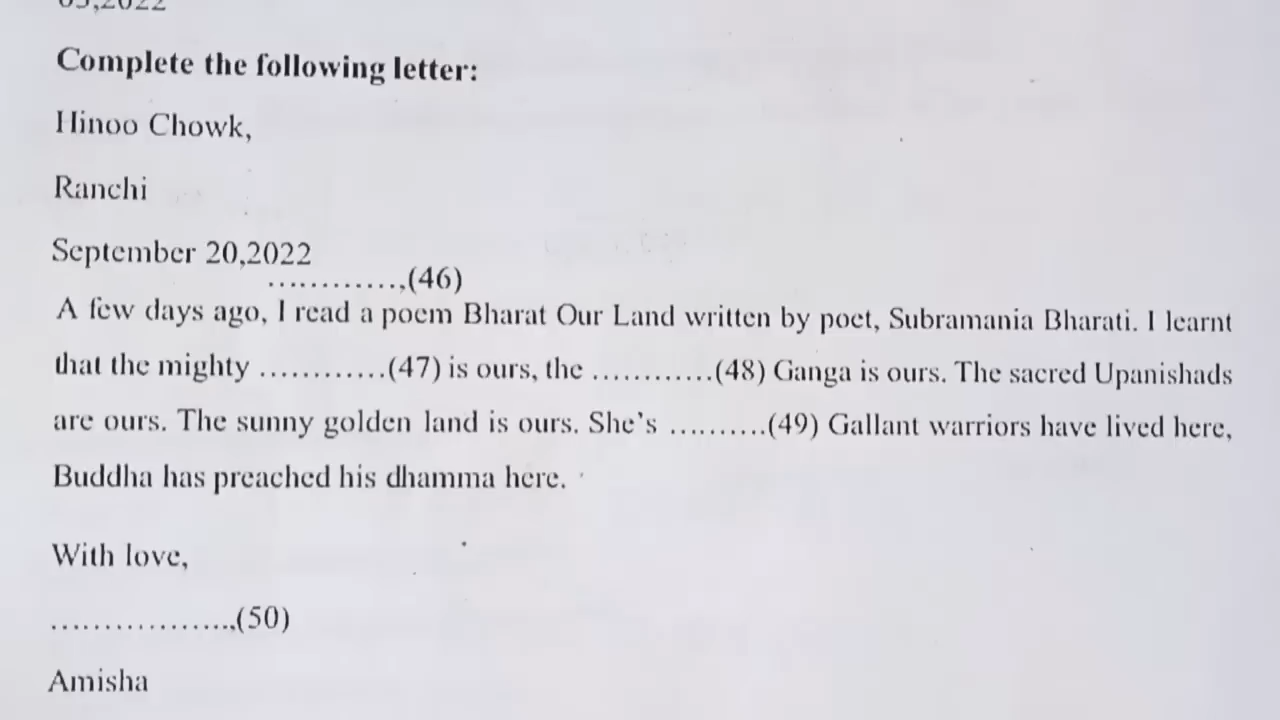 03,2022
Complete the following letter:
Hinoo Chowk,
Ranchi
September 20,2022
............,(46)
A few days ago, I read a poem Bharat Our Land written by poet, Subramania Bharati. I learnt
that the mighty ............(47) is ours, the ............(48) Ganga is ours. The sacred Upanishads
are ours. The sunny golden land is ours. She's ..........(49) Gallant warriors have lived here,
Buddha has preached his dhamma here.
With love,
.................,(50)
Amisha